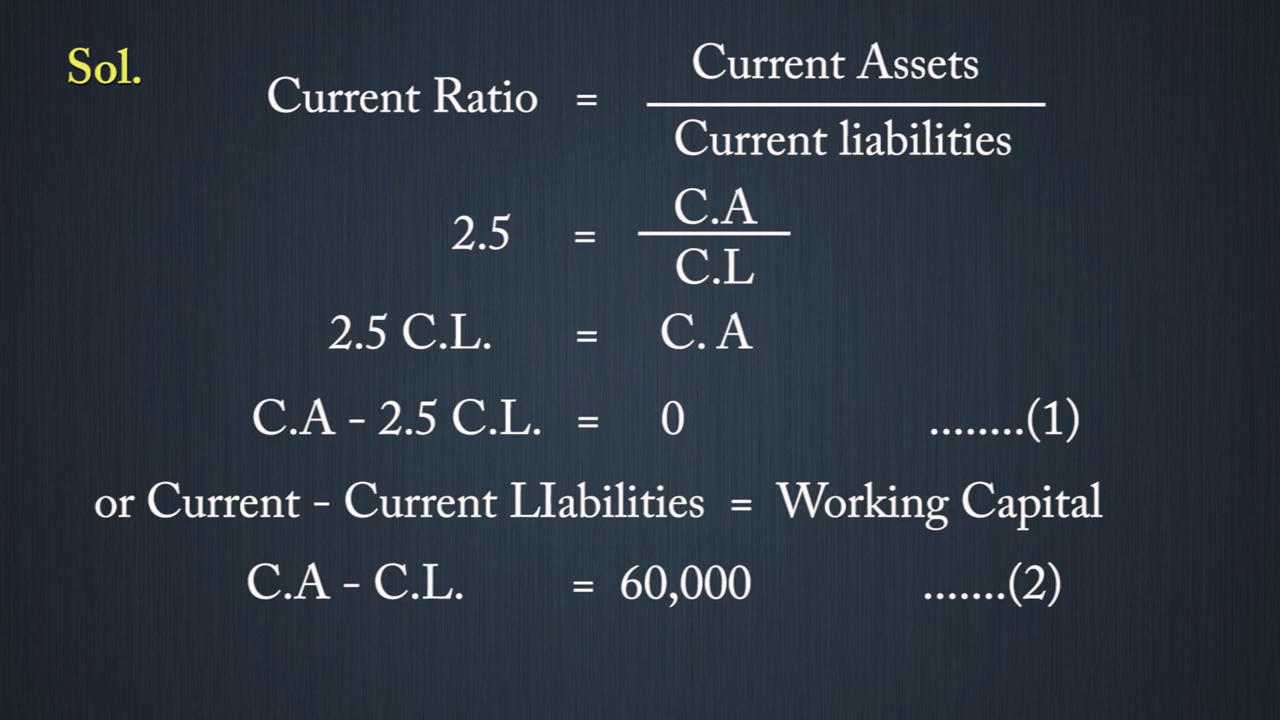 Sol.
Current Ratio = Current Assets
Current liabilities
2.5 = C.A
C.L
2.5 C.L. = C. A
C.A - 2.5 C.L. = 0 ........(1)
or Current - Current LIabilities = Working Capital
C.A - C.L. = 60,000 .......(2)